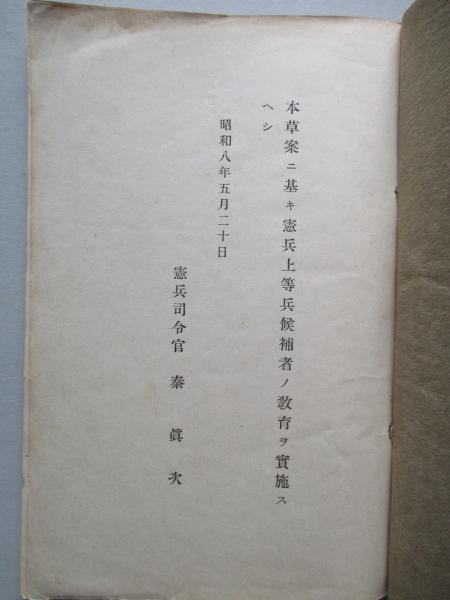 本草案ニ基キ憲兵上等兵候補者ノ敎育ヲ實施ス
ヘシ
昭和八年五月二十日
憲兵司令官 秦 眞次